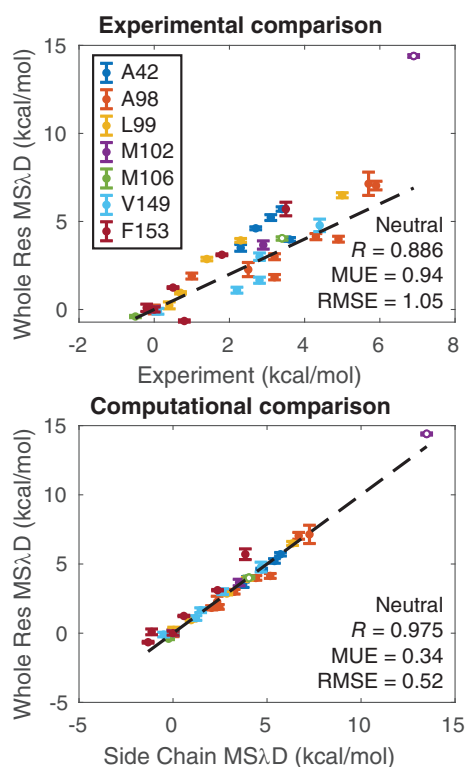 Experimental comparison
Whole Res MSλD (kcal/mol)
15
10
5
0
A42
A98
L99
M102
M106
V149
F153
Neutral
R = 0.886
MUE = 0.94
RMSE = 1.05
-2 0 2 4 6 8
Experiment (kcal/mol)
Computational comparison
Whole Res MSλD (kcal/mol)
15
10
5
0
-5
Neutral
R = 0.975
MUE = 0.34
RMSE = 0.52
-5 0 5 10 15
Side Chain MSλD (kcal/mol)